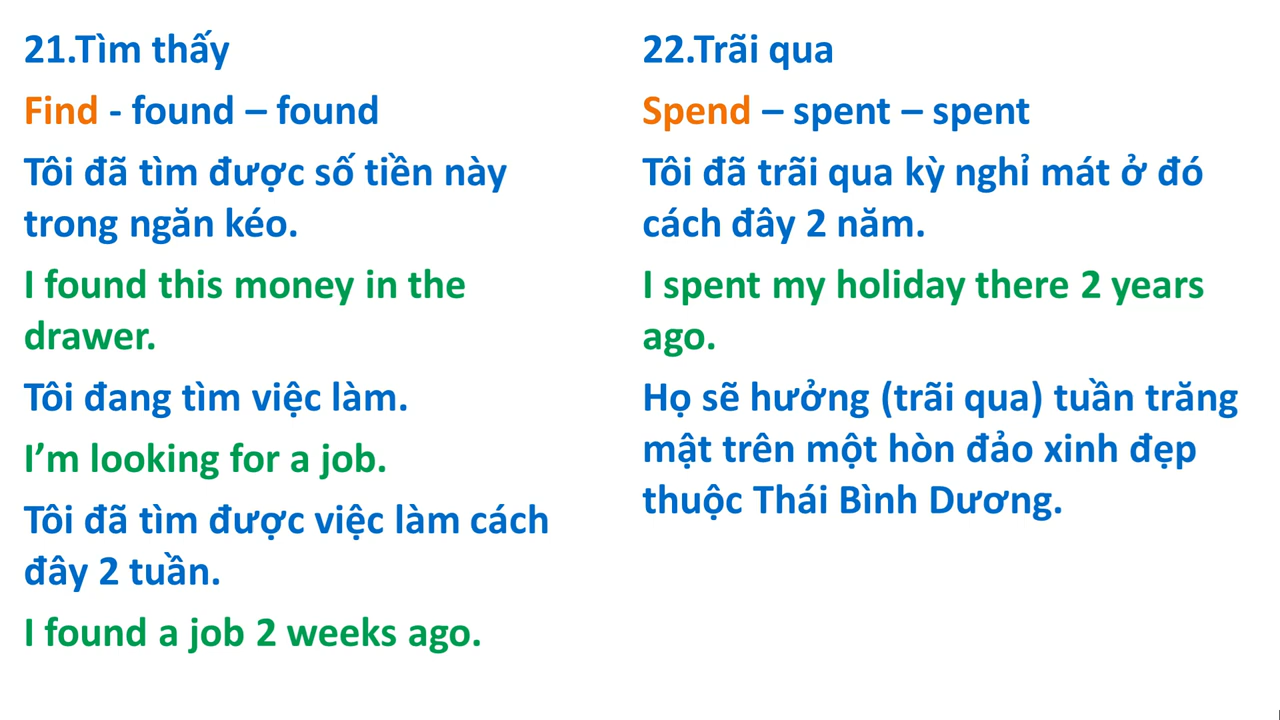 21.Tìm thấy
Find - found – found
Tôi đã tìm được số tiền này
trong ngăn kéo.
I found this money in the
drawer.
Tôi đang tìm việc làm.
I’m looking for a job.
Tôi đã tìm được việc làm cách
đây 2 tuần.
I found a job 2 weeks ago.
22.Trãi qua
Spend – spent – spent
Tôi đã trãi qua kỳ nghỉ mát ở đó
cách đây 2 năm.
I spent my holiday there 2 years
ago.
Họ sẽ hưởng (trãi qua) tuần trăng
mật trên một hòn đảo xinh đẹp
thuộc Thái Bình Dương.